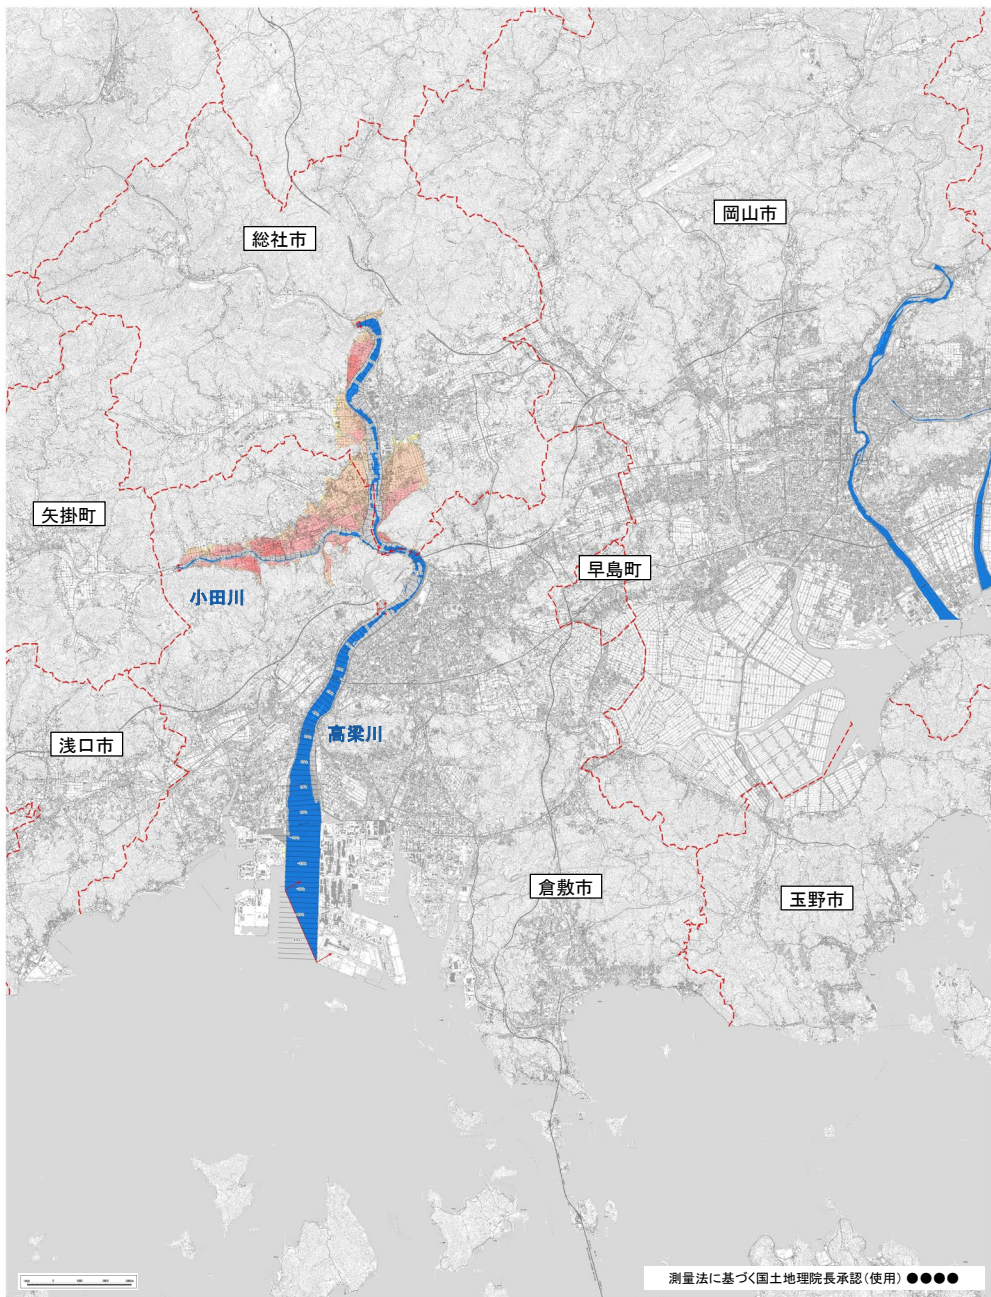 岡山市
総社市
矢掛町
早島町
小田川
高梁川
浅口市
倉敷市
玉野市
測量法に基づく国土地理院長承認(使用) ●●●●